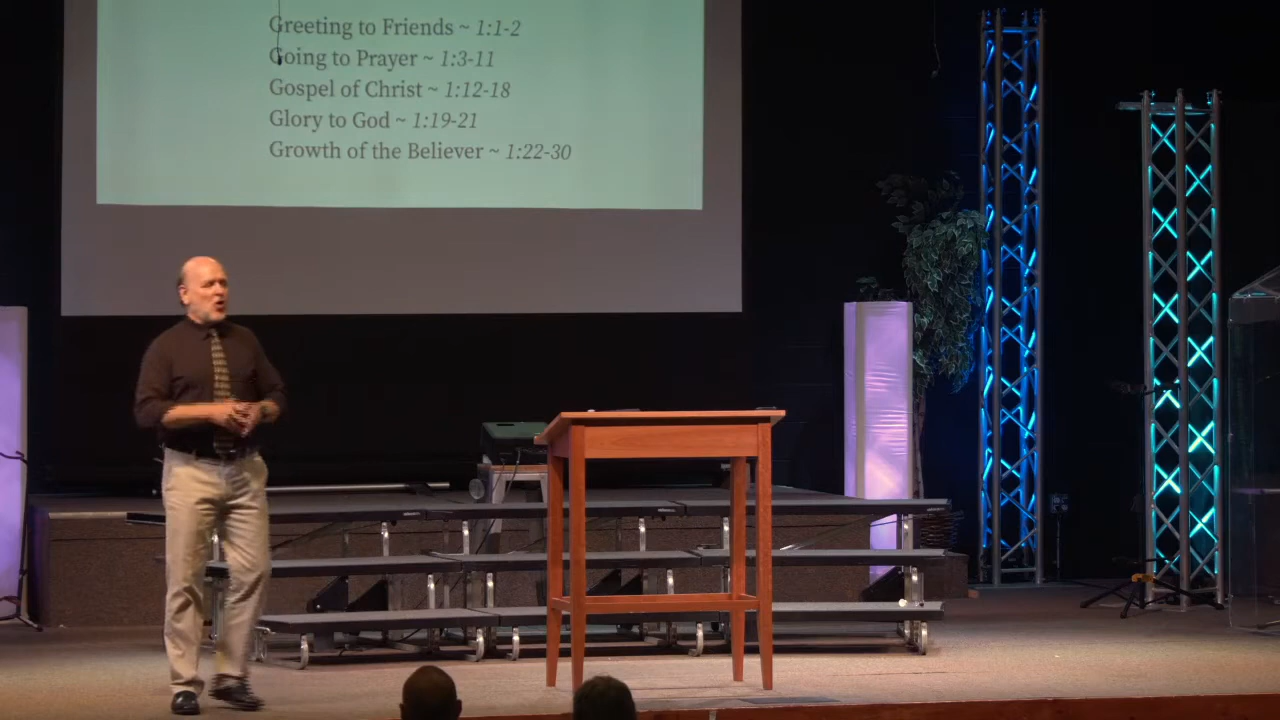 Greeting to Friends ~ 1:1-2
Going to Prayer ~ 1:3-11
Gospel of Christ ~ 1:12-18
Glory to God ~ 1:19-21
Growth of the Believer ~ 1:22-30